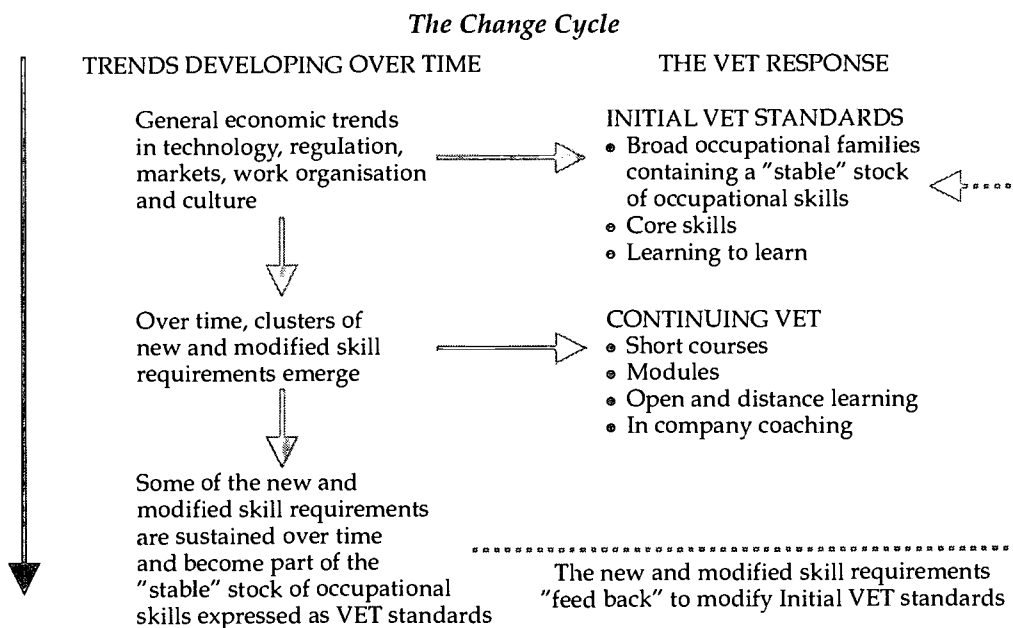 The Change Cycle
TRENDS DEVELOPING OVER TIME
THE VET RESPONSE
General economic trends
in technology, regulation,
markets, work organisation
and culture
INITIAL VET STANDARDS
• Broad occupational families
containing a "stable" stock
of occupational skills
• Core skills
• Learning to learn
Over time, clusters of
new and modified skill
requirements emerge
CONTINUING VET
• Short courses
• Modules
• Open and distance learning
• In company coaching
Some of the new and
modified skill requirements
are sustained over time
and become part of the
"stable" stock of occupational
skills expressed as VET standards
The new and modified skill requirements
"feed back" to modify Initial VET standards